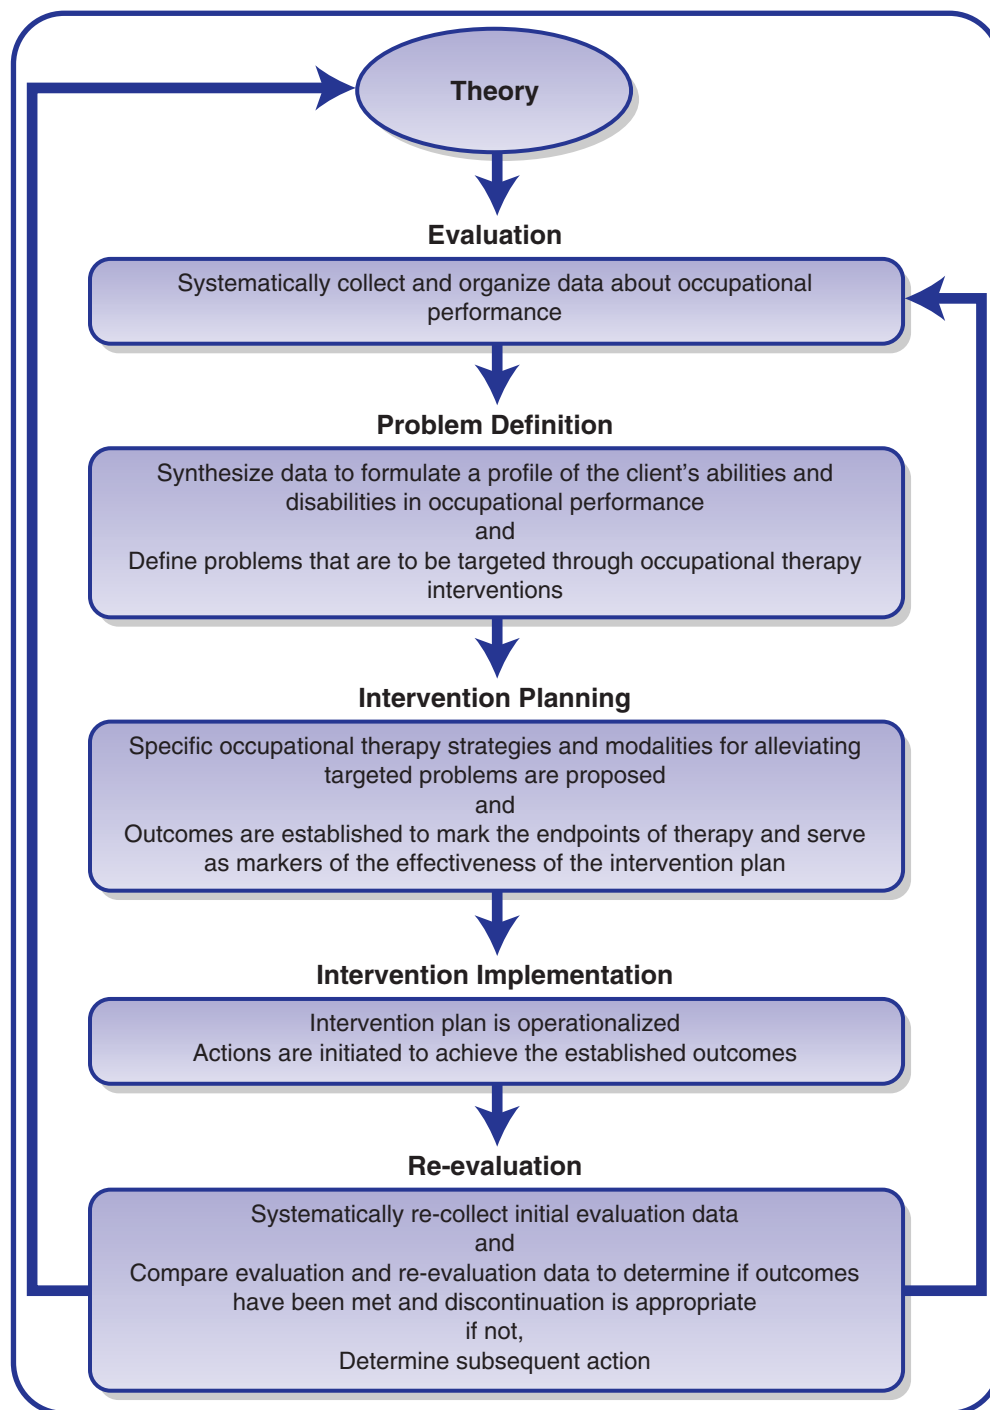 Theory
Evaluation
Systematically collect and organize data about occupational
performance
Problem Definition
Synthesize data to formulate a profile of the client’s abilities and
disabilities in occupational performance
and
Define problems that are to be targeted through occupational therapy
interventions
Intervention Planning
Specific occupational therapy strategies and modalities for alleviating
targeted problems are proposed
and
Outcomes are established to mark the endpoints of therapy and serve
as markers of the effectiveness of the intervention plan
Intervention Implementation
Intervention plan is operationalized
Actions are initiated to achieve the established outcomes
Re-evaluation
Systematically re-collect initial evaluation data
and
Compare evaluation and re-evaluation data to determine if outcomes
have been met and discontinuation is appropriate
if not,
Determine subsequent action